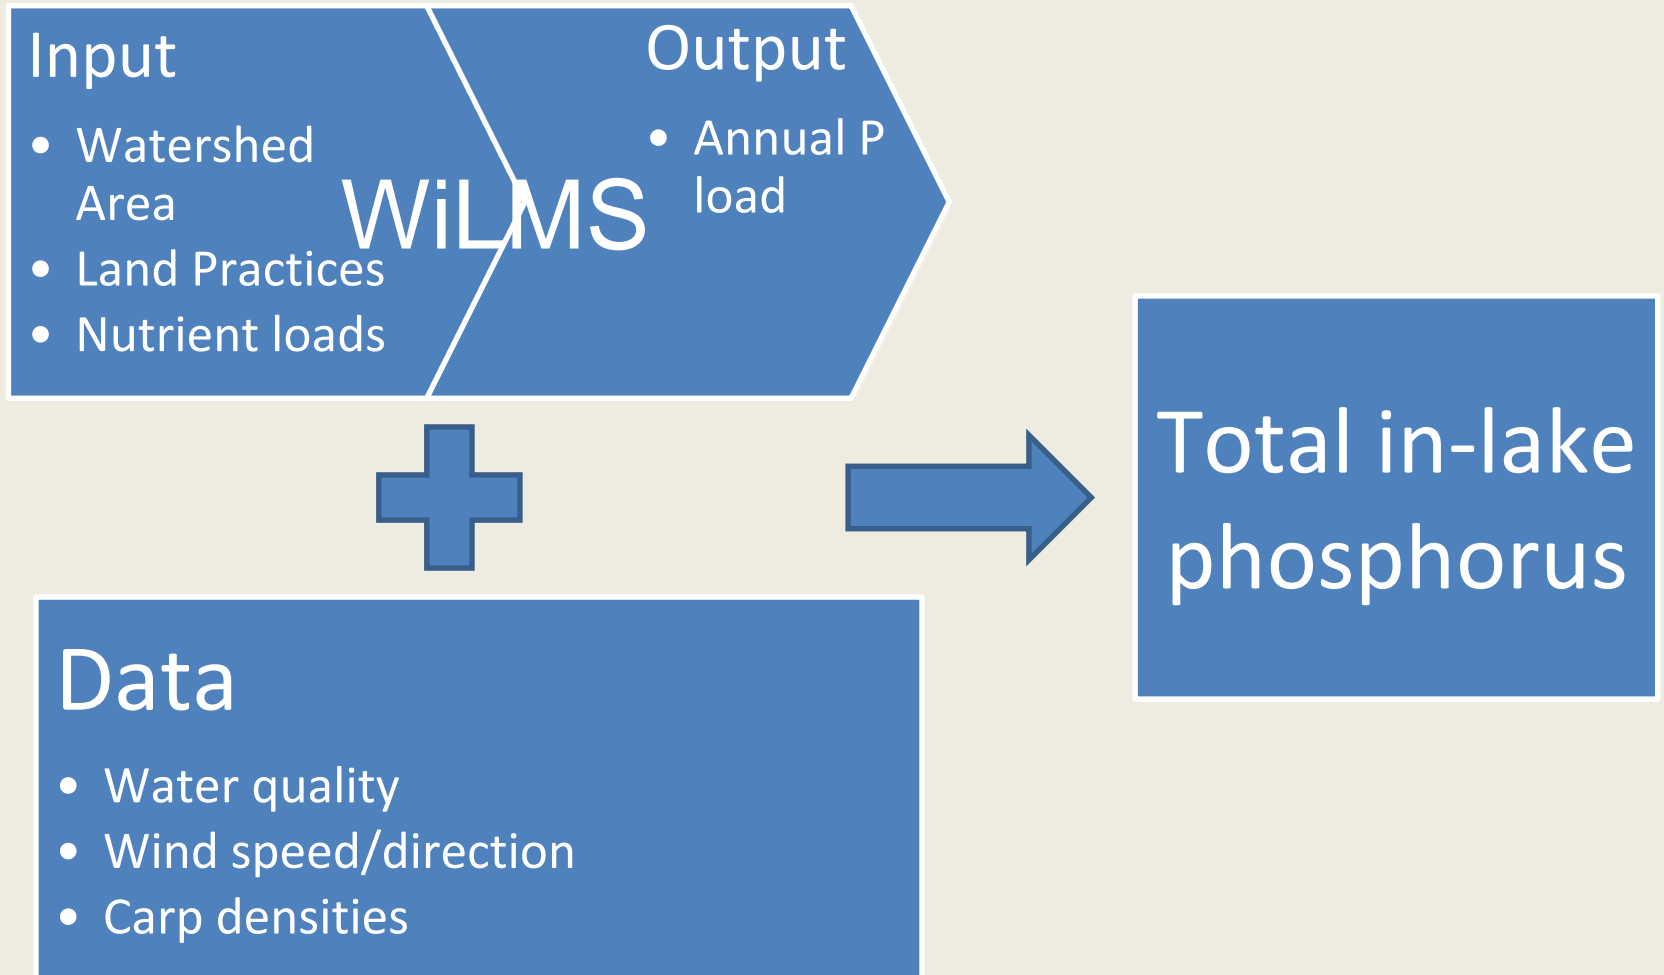 Input
• Watershed
Area
• Land Practices
• Nutrient loads
WiLMS
Output
• Annual P
load
Total in-lake
phosphorus
Data
• Water quality
• Wind speed/direction
• Carp densities